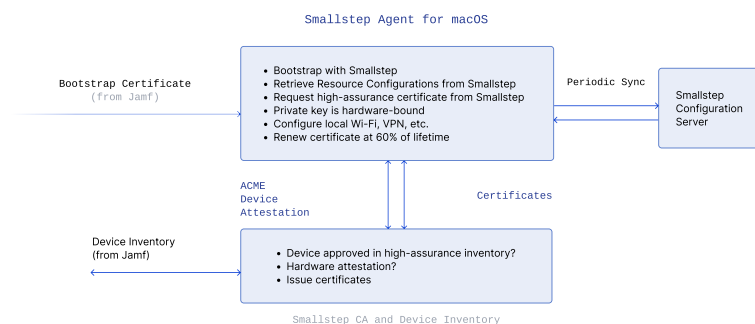 Smallstep Agent for macOS
Bootstrap Certificate
(from Jamf)
• Bootstrap with Smallstep
• Retrieve Resource Configurations from Smallstep
• Request high-assurance certificate from Smallstep
• Private key is hardware-bound
• Configure local Wi-Fi, VPN, etc.
• Renew certificate at 60% of lifetime
Periodic Sync
Smallstep
Configuration
Server
ACME
Device
Attestation
Certificates
Device Inventory
(from Jamf)
• Device approved in high-assurance inventory?
• Hardware attestation?
• Issue certificates
Smallstep CA and Device Inventory